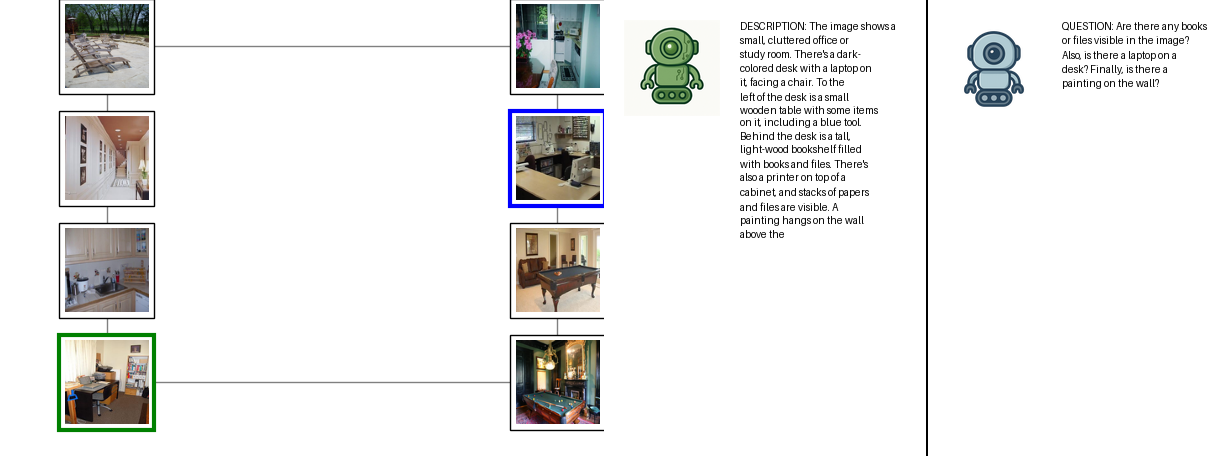 DESCRIPTION: The image shows a
small, cluttered office or
study room. There's a dark-
colored desk with a laptop on
it, facing a chair. To the
left of the desk is a small
wooden table with some items
on it, including a blue tool.
Behind the desk is a tall,
light-wood bookshelf filled
with books and files. There's
also a printer on top of a
cabinet, and stacks of papers
and files are visible. A
painting hangs on the wall
above the
QUESTION: Are there any books
or files visible in the image?
Also, is there a laptop on a
desk? Finally, is there a
painting on the wall?